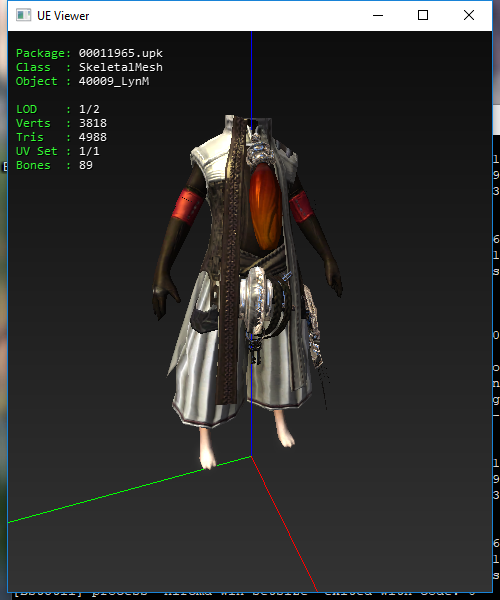 UE Viewer
Package: 00011965.upk
Class : SkeletalMesh
Object : 40009_LynM
LOD : 1/2
Verts : 3818
Tris : 4988
UV Set : 1/1
Bones : 89